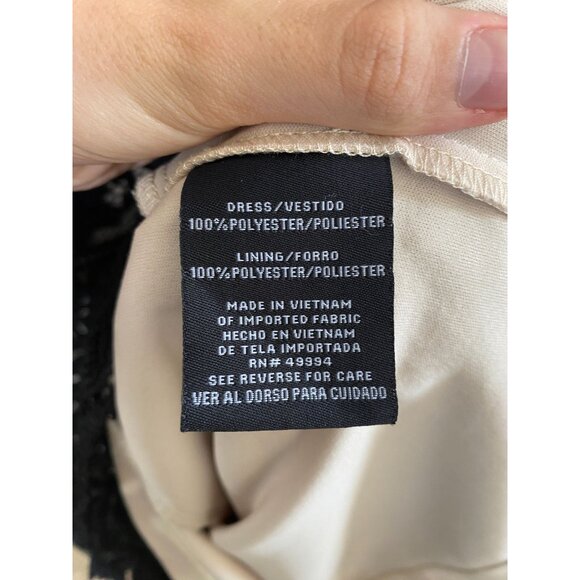 DRESS/VESTIDO
100%POLYESTER/POLIESTER
LINING/FORRO
100%POLYESTER/POLIESTER
MADE IN VIETNAM
OF IMPORTED FABRIC
HECHO EN VIETNAM
DE TELA IMPORTADA
RN# 49994
SEE REVERSE FOR CARE
VER AL DORSO PARA CUIDADO